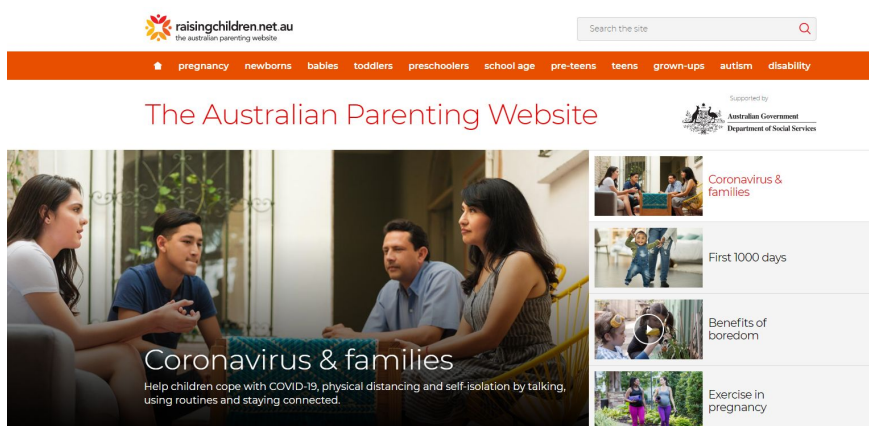 raisingchildren.net.au
the australian parenting website
Search the site
pregnancy newborns babies toddlers preschoolers school age pre-teens teens grown-ups autism disability
The Australian Parenting Website
Supported by
Australian Government
Department of Social Services
Coronavirus & families
Help children cope with COVID-19, physical distancing and self-isolation by talking,
using routines and staying connected.
Coronavirus &
families
First 1000 days
Benefits of
boredom
Exercise in
pregnancy